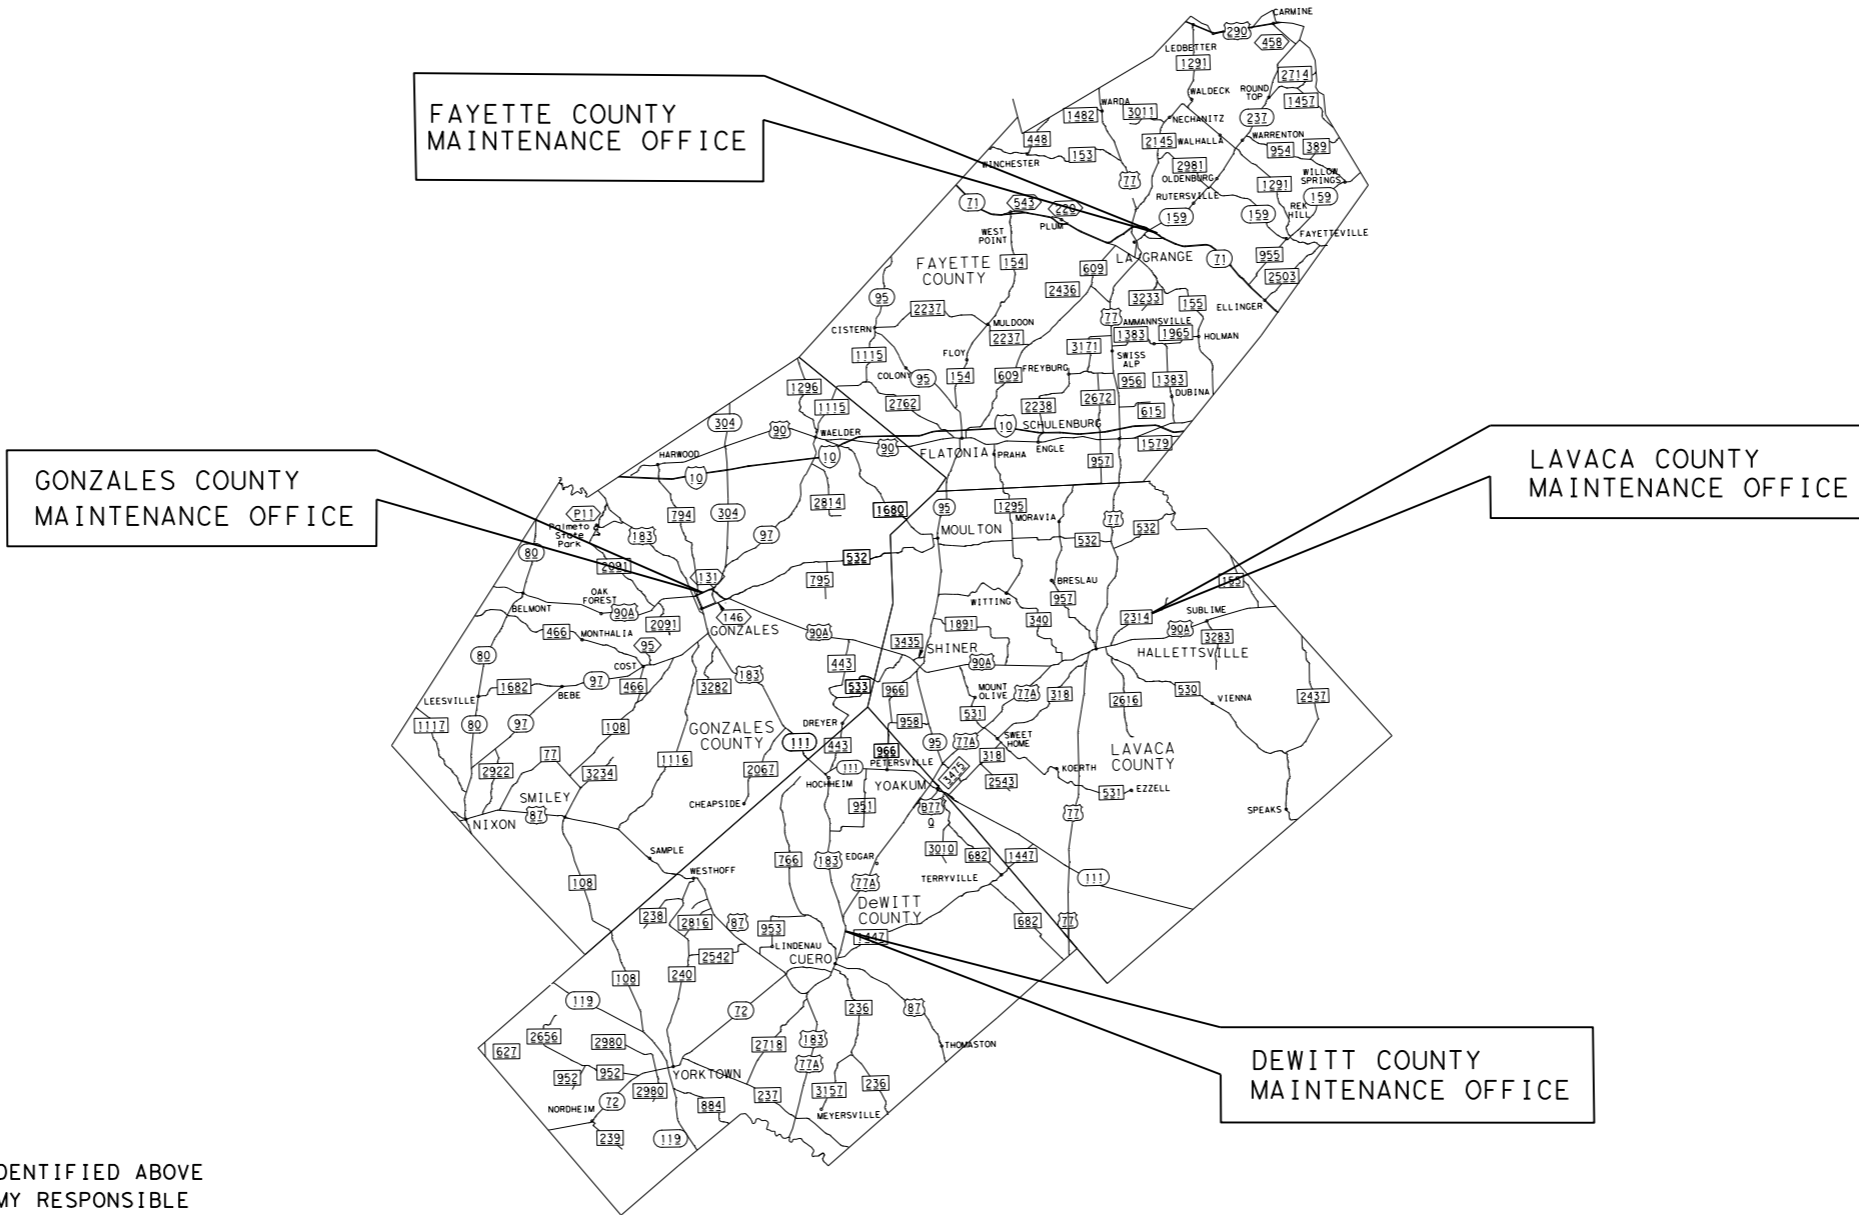 CARMINE
290
458
LEDBETTER
1291
2714
WALDECK
ROUND
TOP
1457
FAYETTE COUNTY
MAINTENANCE OFFICE
WARDA
1482
3011
NECHANITZ
237
448
2145
WALHALLA
WARRENTON
954
389
WINCHESTER
153
2981
WILLOW
SPRINGS
77
OLDENBURG
1291
RUTERSVILLE
159
71
543
220
159
159
REK
HILL
PLUM
WEST
POINT
FAYETTEVILLE
955
FAYETTE
COUNTY
154
LA GRANGE
71
609
2503
2436
95
3233
155
ELLINGER
2237
77
AMMANNSVILLE
CISTERN
MULDOON
2237
1383
1965
HOLMAN
1115
FLOY
3171
SWISS
ALP
COLONY
95
154
609
FREYBURG
956
1383
1296
DUBINA
1115
2762
2238
2672
615
304
90
WAELDER
10
SCHULENBURG
90
FLATONIA
PRAHA
ENGLE
1579
HARWOOD
10
957
10
GONZALES COUNTY
MAINTENANCE OFFICE
LAVACA COUNTY
MAINTENANCE OFFICE
P11
Palmeto
State
Park
794
304
2814
1680
95
1295
MORAVIA
77
183
97
MOULTON
532
532
80
2091
131
532
795
BRESLAU
155
OAK
FOREST
BELMONT
90A
146
WITTING
957
2314
SUBLIME
466
MONTHALIA
2091
GONZALES
90A
1891
340
90A
3283
95
3435
SHINER
HALLETTSVILLE
80
COST
443
90A
183
LEESVILLE
1682
97
BEBE
466
3282
533
966
MOUNT
OLIVE
77A
318
530
VIENNA
2437
2616
1117
80
97
108
GONZALES
COUNTY
DREYER
958
531
111
443
966
95
77A
SWEET
HOME
318
LAVACA
COUNTY
77
2922
3234
1116
2067
111
PETERSVILLE
3475
KOERTH
HOCHHEIM
YOAKUM
2543
SMILEY
CHEAPSIDE
951
531
EZZELL
87
NIXON
B77
Q
77
SPEAKS
SAMPLE
766
183
EDGAR
3010
682
1447
WESTHOFF
77A
TERRYVILLE
111
108
DeWITT
COUNTY
238
2816
87
953
682
77
1447
LINDENAU
2542
CUERO
108
240
119
72
236
87
2656
2980
2718
183
THOMASTON
627
DEWITT COUNTY
MAINTENANCE OFFICE
952
952
YORKTOWN
77A
2980
237
3157
236
NORDHEIM
72
884
MEYERSVILLE
239
119
DENTIFIED ABOVE
MY RESPONSIBLE